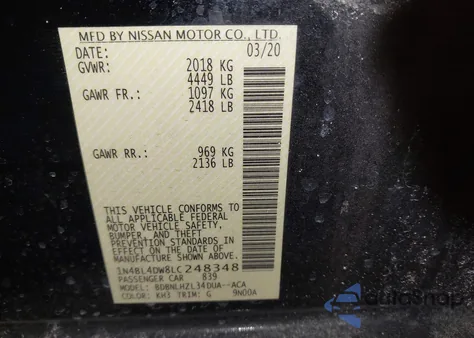 MFD BY NISSAN MOTOR CO., LTD.
DATE: 03/20
GVWR: 2018 KG
4449 LB
GAWR FR.: 1097 KG
2418 LB
GAWR RR.: 969 KG
2136 LB
THIS VEHICLE CONFORMS TO
ALL APPLICABLE FEDERAL
MOTOR VEHICLE SAFETY,
BUMPER, AND THEFT
PREVENTION STANDARDS IN
EFFECT ON THE DATE OF
MANUFACTURE SHOWN ABOVE.
1N4BL4DW8LC248348
PASSENGER CAR 839
MODEL: BDBNLHZL34DUA--ACA
COLOR: KH3 TRIM: G 9N00A
AutoSnap